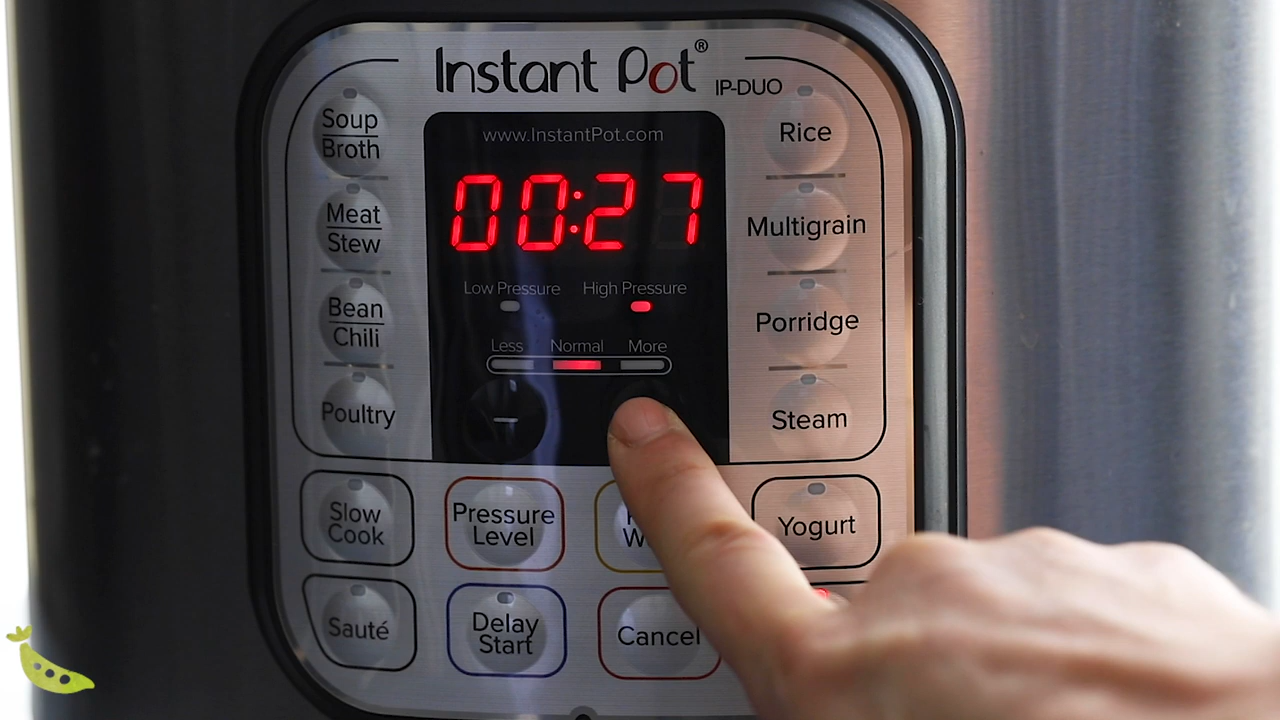 Instant Pot®
IP-DUO
www.InstantPot.com
00:27
Low Pressure
High Pressure
Less
Normal
More
−
Soup
Broth
Meat
Stew
Bean
Chili
Poultry
Rice
Multigrain
Porridge
Steam
Slow
Cook
Pressure
Level
Yogurt
Sauté
Delay
Start
Cancel